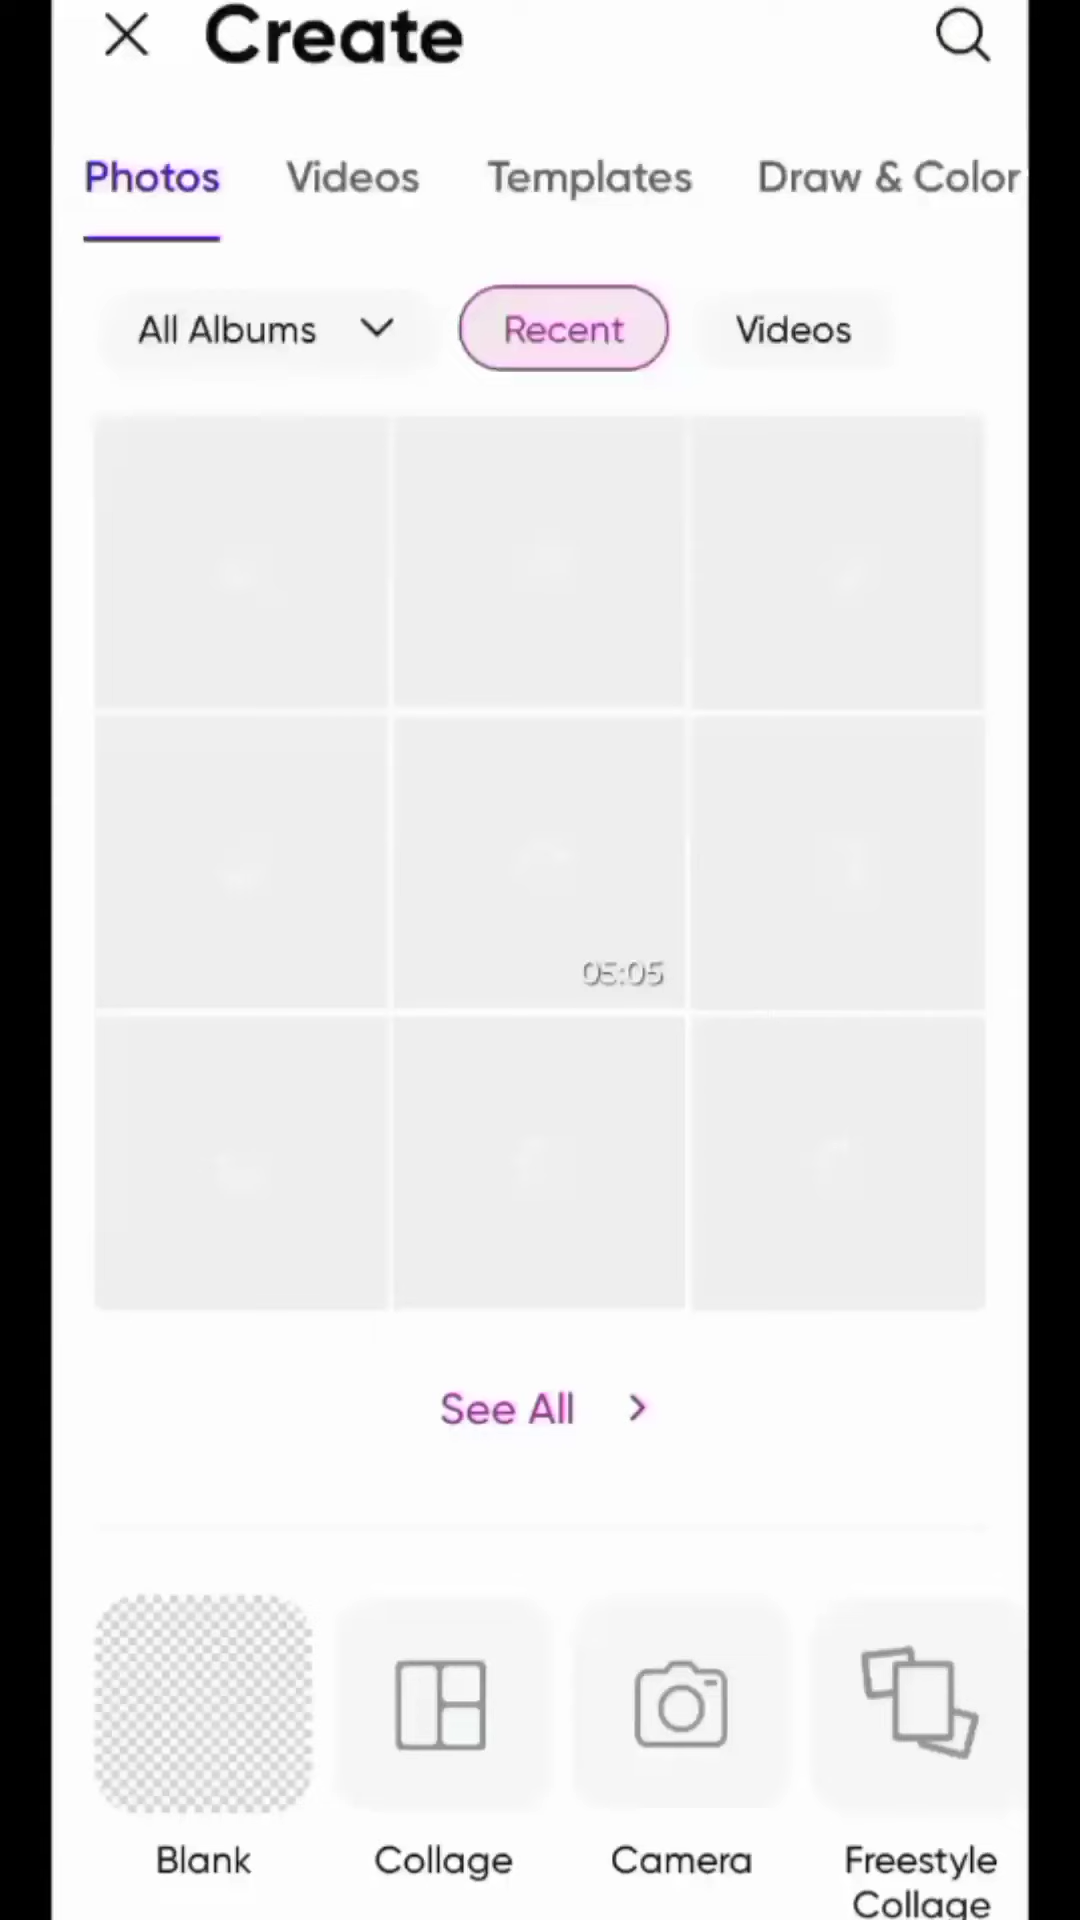 Create
Photos Videos Templates Draw & Color
All Albums Recent Videos
05:05
See All
Blank Collage Camera Freestyle
Collage